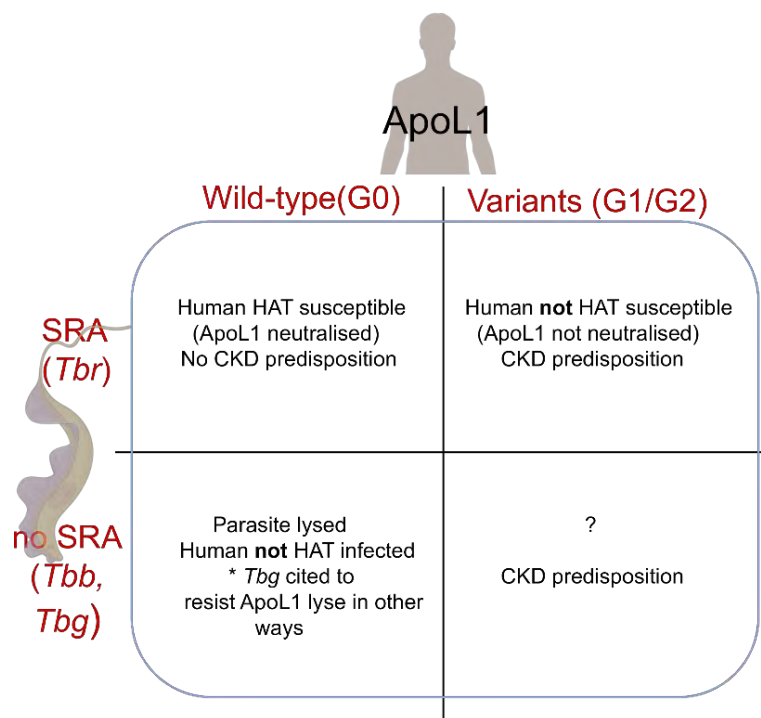 ApoL1
Wild-type(G0)
Variants (G1/G2)
SRA
(Tbr)
Human HAT susceptible
(ApoL1 neutralised)
No CKD predisposition
Human not HAT susceptible
(ApoL1 not neutralised)
CKD predisposition
no SRA
(Tbb,
Tbg)
Parasite lysed
Human not HAT infected
* Tbg cited to
resist ApoL1 lyse in other
ways
?
CKD predisposition